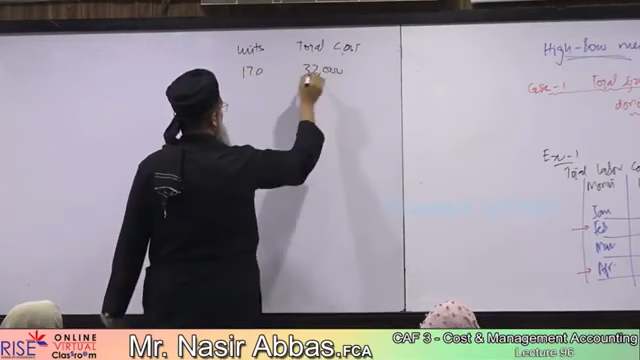 Units Total Cost
170 32000
High-Low
Case-1 Total
Ex-1
Total Labor
Month
Jan
Feb
Mar
Apr
RISE ONLINE Virtual Classroom
Mr. Nasir Abbas.FCA
CAF 3 - Cost & Management Accounting
Lecture 96